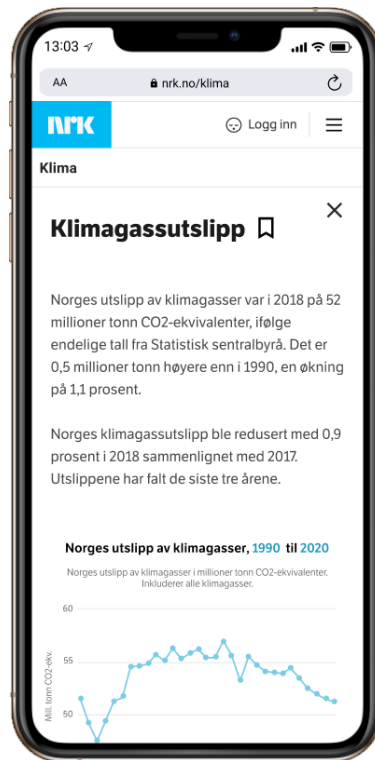 13:03
AA nrk.no/klima
NRK Logg inn
Klima
Klimagassutslipp
Norges utslipp av klimagasser var i 2018 på 52
millioner tonn CO2-ekvivalenter, ifølge
endelige tall fra Statistisk sentralbyrå. Det er
0,5 millioner tonn høyere enn i 1990, en økning
på 1,1 prosent.
Norges klimagassutslipp ble redusert med 0,9
prosent i 2018 sammenlignet med 2017.
Utslippene har falt de siste tre årene.
Norges utslipp av klimagasser, 1990 til 2020
Norges utslipp av klimagasser i millioner tonn CO2-ekvivalenter.
Inkluderer alle klimagasser.
Mill. tonn CO2-ekv.
60
55
50